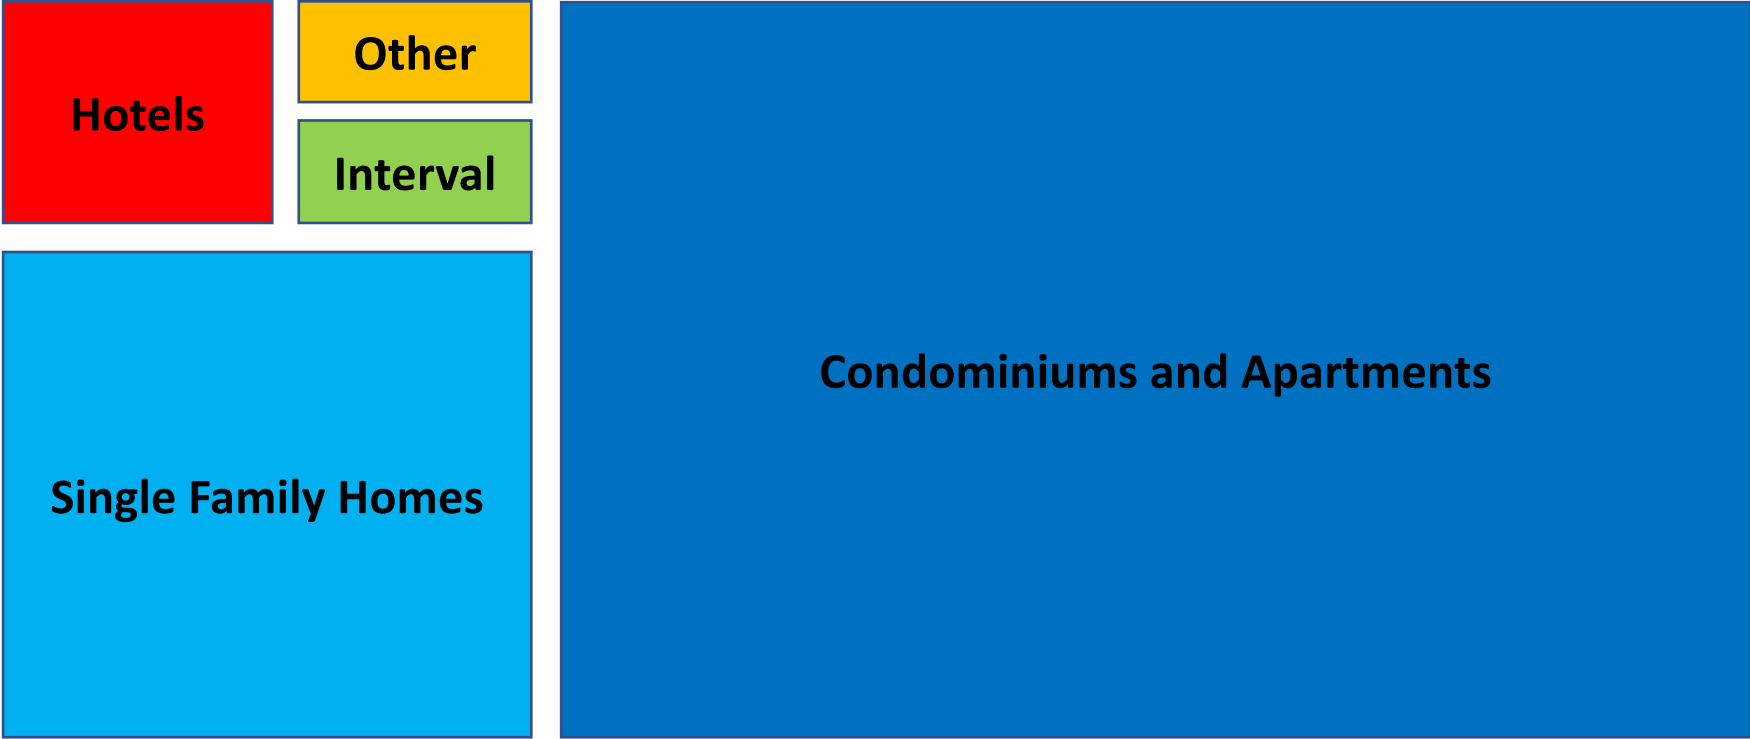 Hotels
Other
Interval
Single Family Homes
Condominiums and Apartments